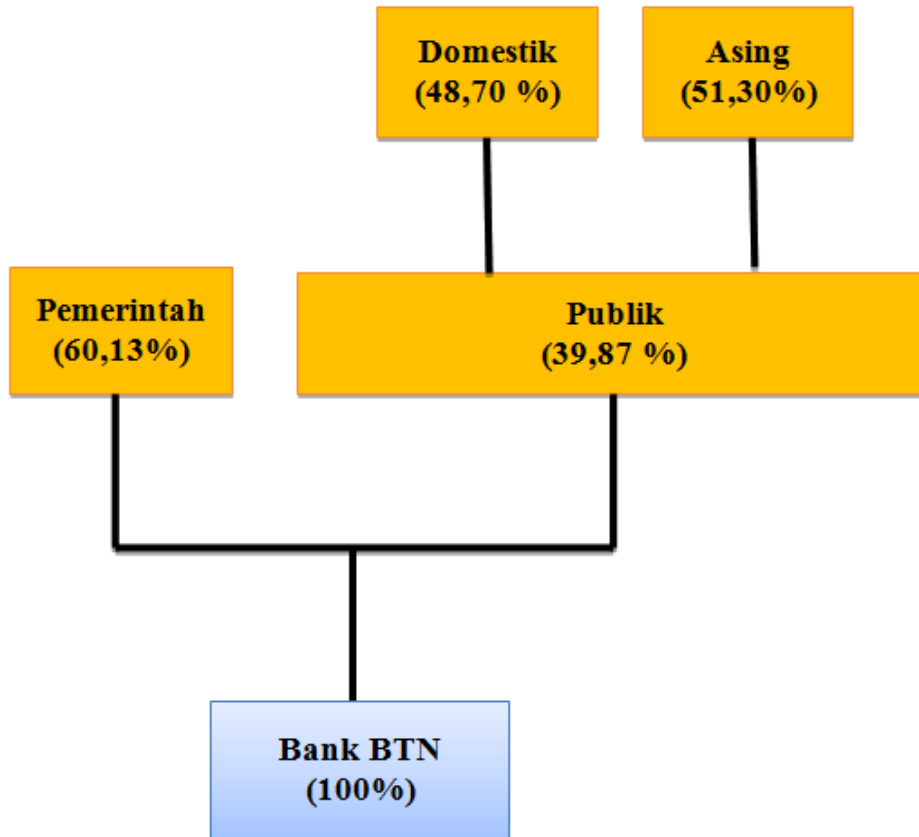 Domestik
(48,70 %)
Asing
(51,30%)
Pemerintah
(60,13%)
Publik
(39,87 %)
Bank BTN
(100%)